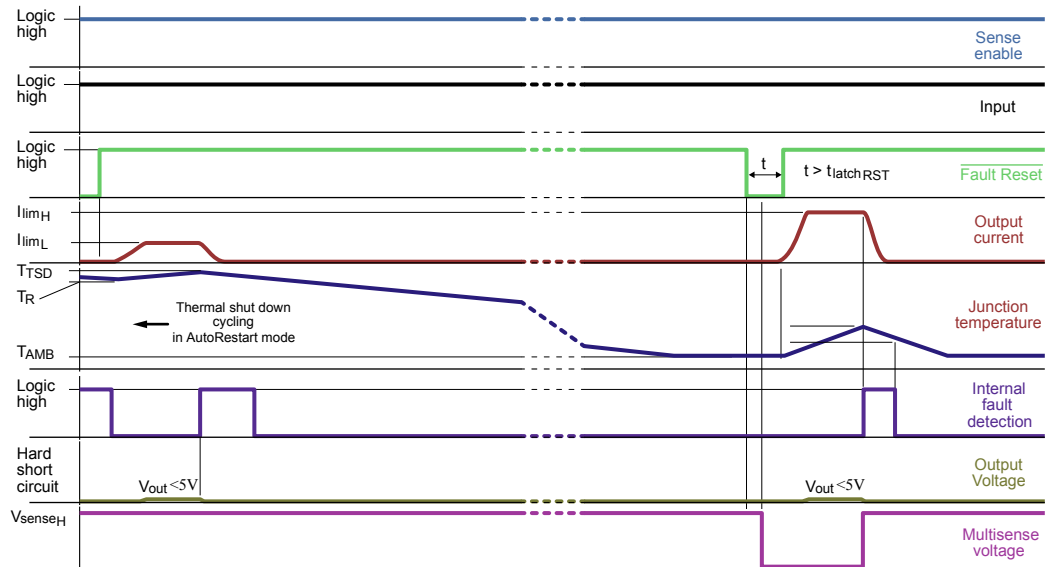 Logic
high
Sense
enable
Logic
high
Input
Logic
high
t
t > tlatchRST
Fault Reset
IlimH
IlimL
Output
current
TTSD
TR
Thermal shut down
cycling
in AutoRestart mode
Junction
temperature
TAMB
Logic
high
Internal
fault
detection
Hard
short
circuit
Vout <5V
Vout <5V
Output
Voltage
VsenseH
Multisense
voltage